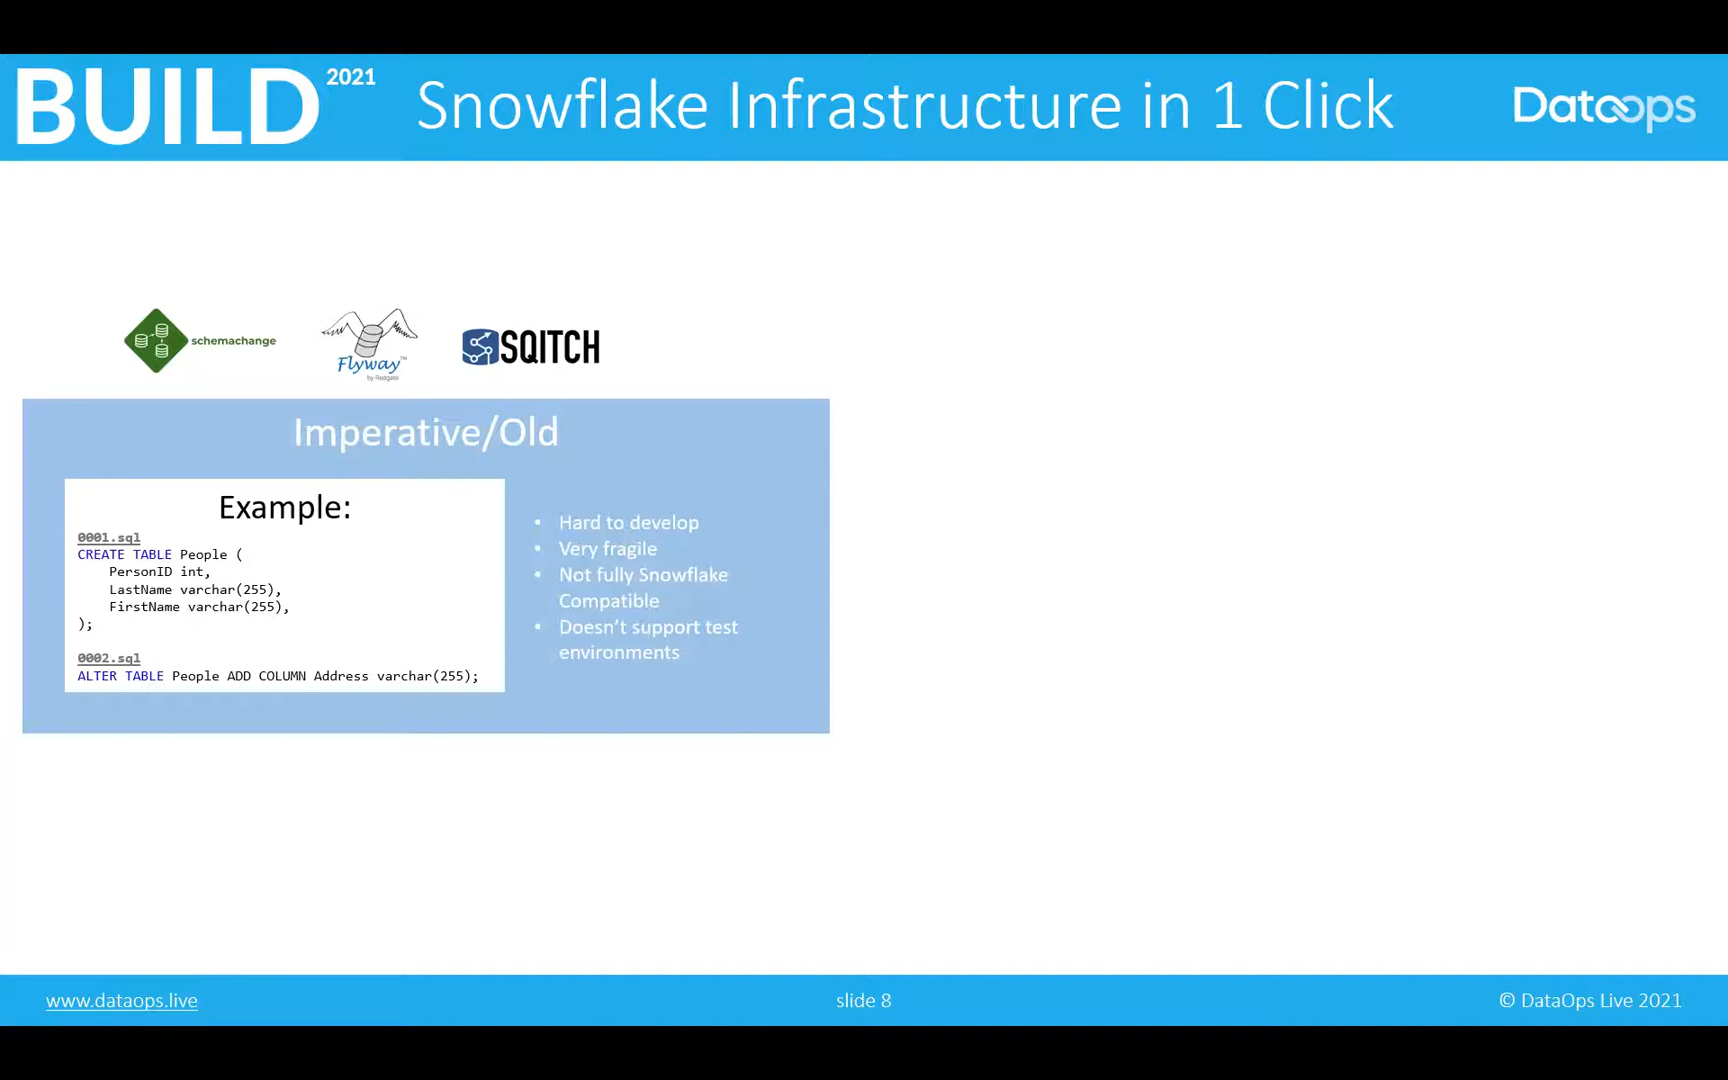 BUILD 2021
Snowflake Infrastructure in 1 Click
Dataops
schemachange
Flyway™
by Redgate
SQITCH
Imperative/Old
Example:
0001.sql
CREATE TABLE People (
PersonID int,
LastName varchar(255),
FirstName varchar(255),
);
0002.sql
ALTER TABLE People ADD COLUMN Address varchar(255);
• Hard to develop
• Very fragile
• Not fully Snowflake
Compatible
• Doesn't support test
environments
www.dataops.live
slide 8
© DataOps Live 2021